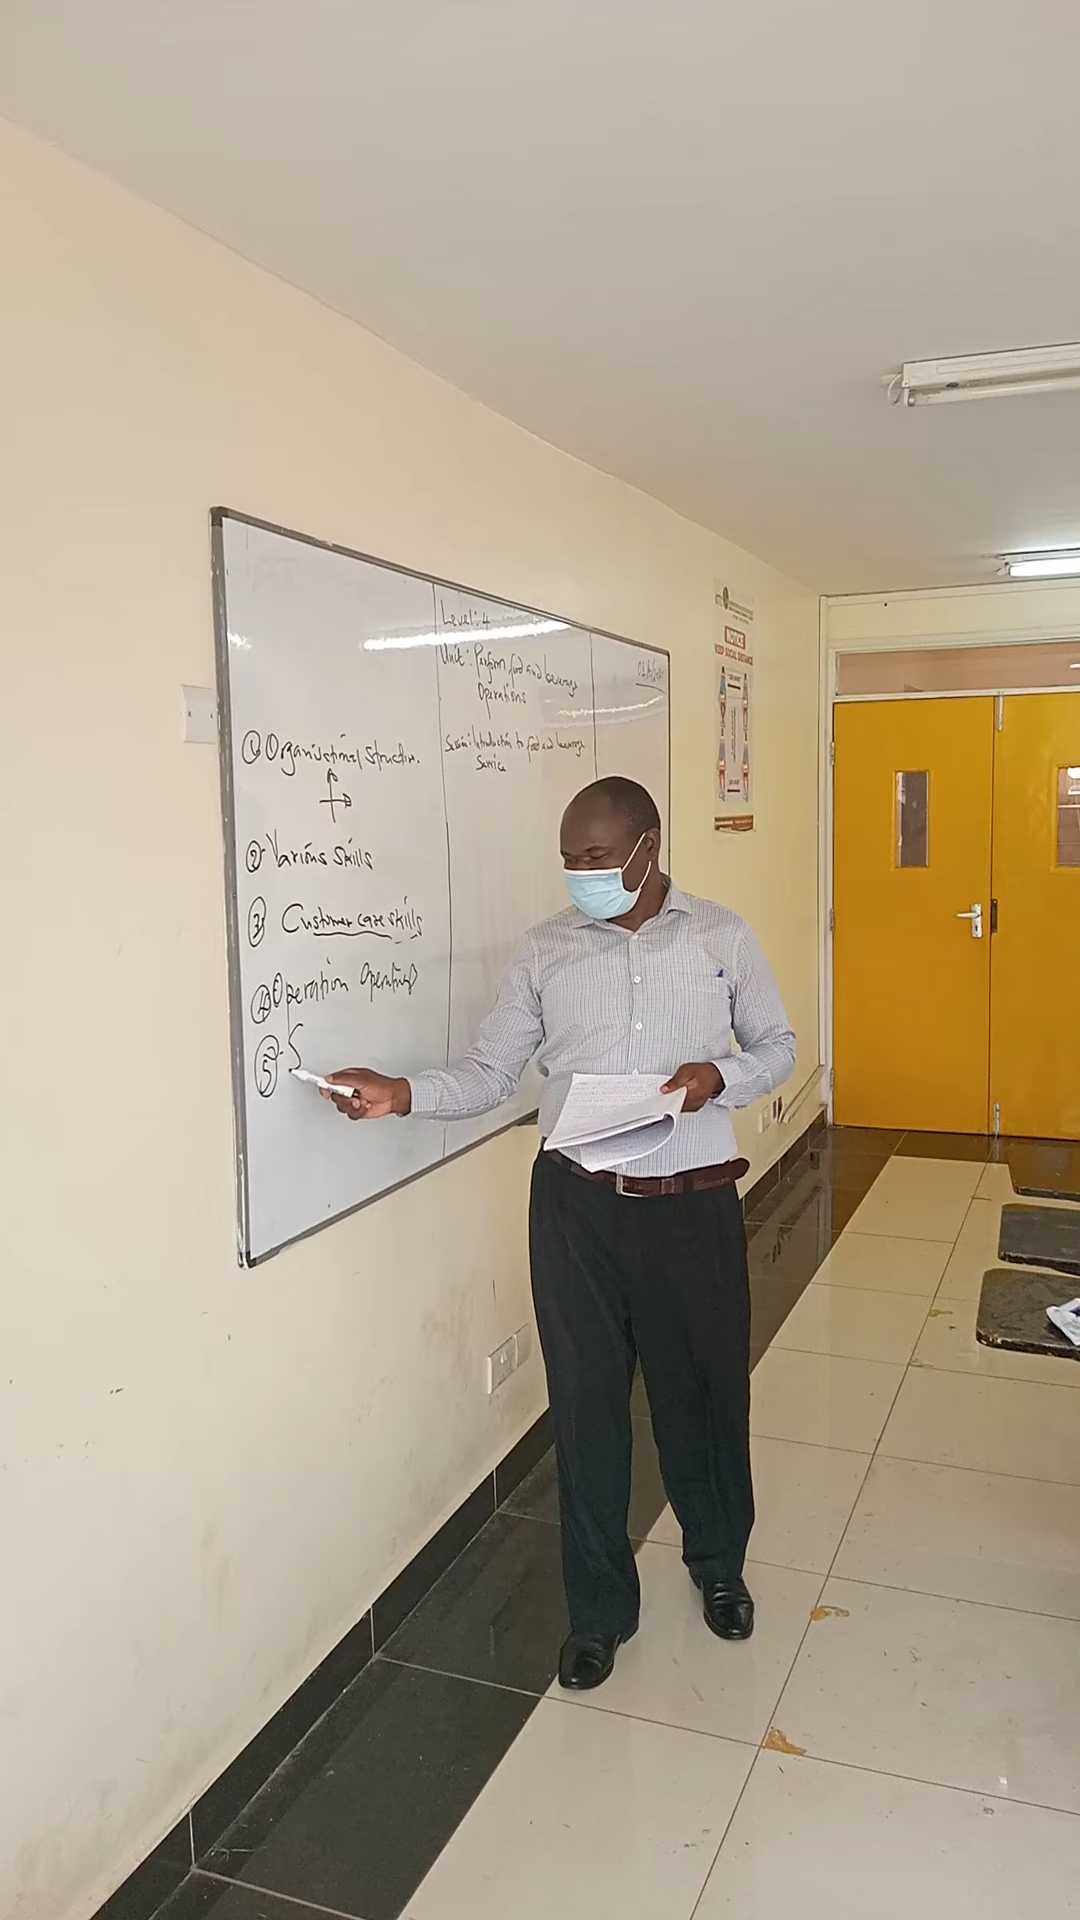 Level: 4
Unit: Perform food and beverage
Operations
Session: Introduction to food and beverage
Service
① Organisational Structure.
② Various skills
③ Customer care skills
④ Operation
⑤ S
NOTICE
KEEP SOCIAL DISTANCE